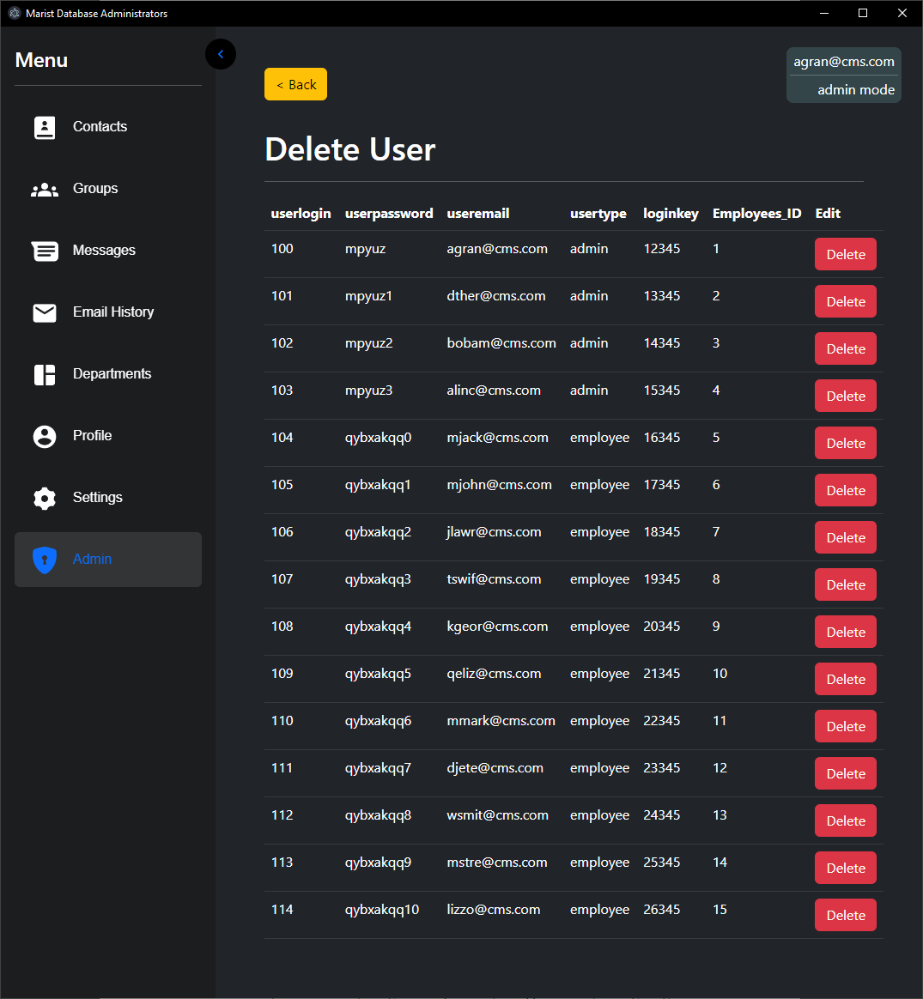 Marist Database Administrators
Menu
Contacts
Groups
Messages
Email History
Departments
Profile
Settings
Admin
< Back
agran@cms.com
admin mode
Delete User
userlogin userpassword useremail usertype loginkey Employees_ID Edit
100 mpyuz agran@cms.com admin 12345 1 Delete
101 mpyuz1 dther@cms.com admin 13345 2 Delete
102 mpyuz2 bobam@cms.com admin 14345 3 Delete
103 mpyuz3 alinc@cms.com admin 15345 4 Delete
104 qybxakqq0 mjack@cms.com employee 16345 5 Delete
105 qybxakqq1 mjohn@cms.com employee 17345 6 Delete
106 qybxakqq2 jlawr@cms.com employee 18345 7 Delete
107 qybxakqq3 tswif@cms.com employee 19345 8 Delete
108 qybxakqq4 kgeor@cms.com employee 20345 9 Delete
109 qybxakqq5 qeliz@cms.com employee 21345 10 Delete
110 qybxakqq6 mmark@cms.com employee 22345 11 Delete
111 qybxakqq7 djete@cms.com employee 23345 12 Delete
112 qybxakqq8 wsmit@cms.com employee 24345 13 Delete
113 qybxakqq9 mstre@cms.com employee 25345 14 Delete
114 qybxakqq10 lizzo@cms.com employee 26345 15 Delete